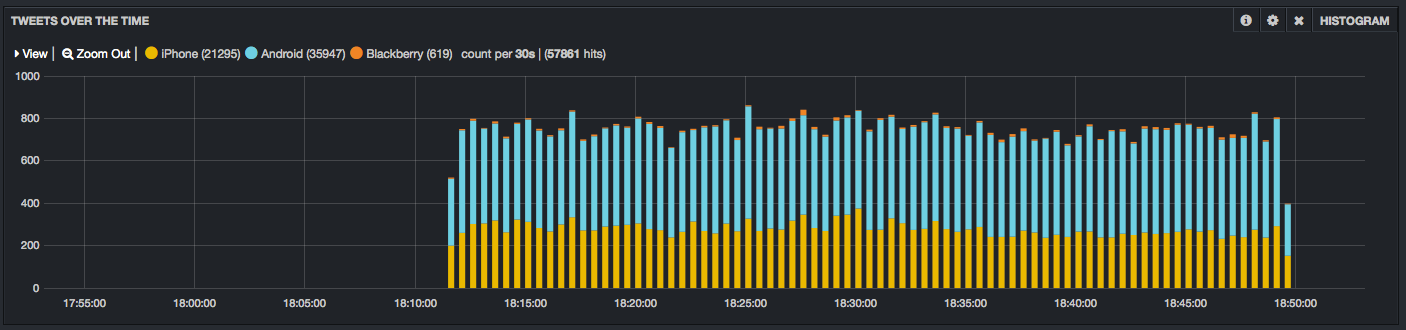 TWEETS OVER THE TIME HISTOGRAM
View | Zoom Out | iPhone (21295) Android (35947) Blackberry (619) count per 30s | (57861 hits)
1000
800
600
400
200
0
17:55:00 18:00:00 18:05:00 18:10:00 18:15:00 18:20:00 18:25:00 18:30:00 18:35:00 18:40:00 18:45:00 18:50:00